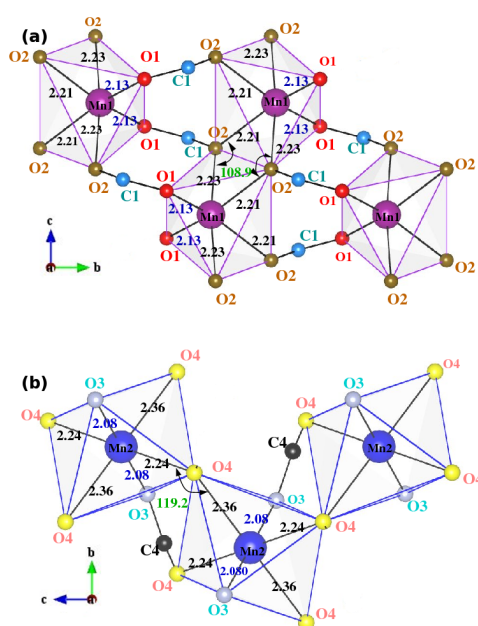 (a)
O2
O2
O2
2.23
O1
C1
2.23
O1
2.21
2.13
2.21
2.13
Mn1
Mn1
2.21
2.23
2.13
O1
C1
2.21
2.13
2.23
O1
C1
O2
O2
O2
O2
108.9
O2
O2
C1
O1
2.23
2.21
C1
O1
2.13
Mn1
Mn1
O1
2.13
2.23
2.21
C1
O1
O2
O2
O2
O2
c
a
b
(b)
O4
O4
O3
O3
O4
2.36
2.08
2.24
Mn2
C4
Mn2
2.24
2.08
O4
O4
2.36
119.2
2.36
O3
O3
O3
O4
2.08
2.24
O4
C4
Mn2
2.24
2.080
2.36
O4
O3
O4
b
c
a